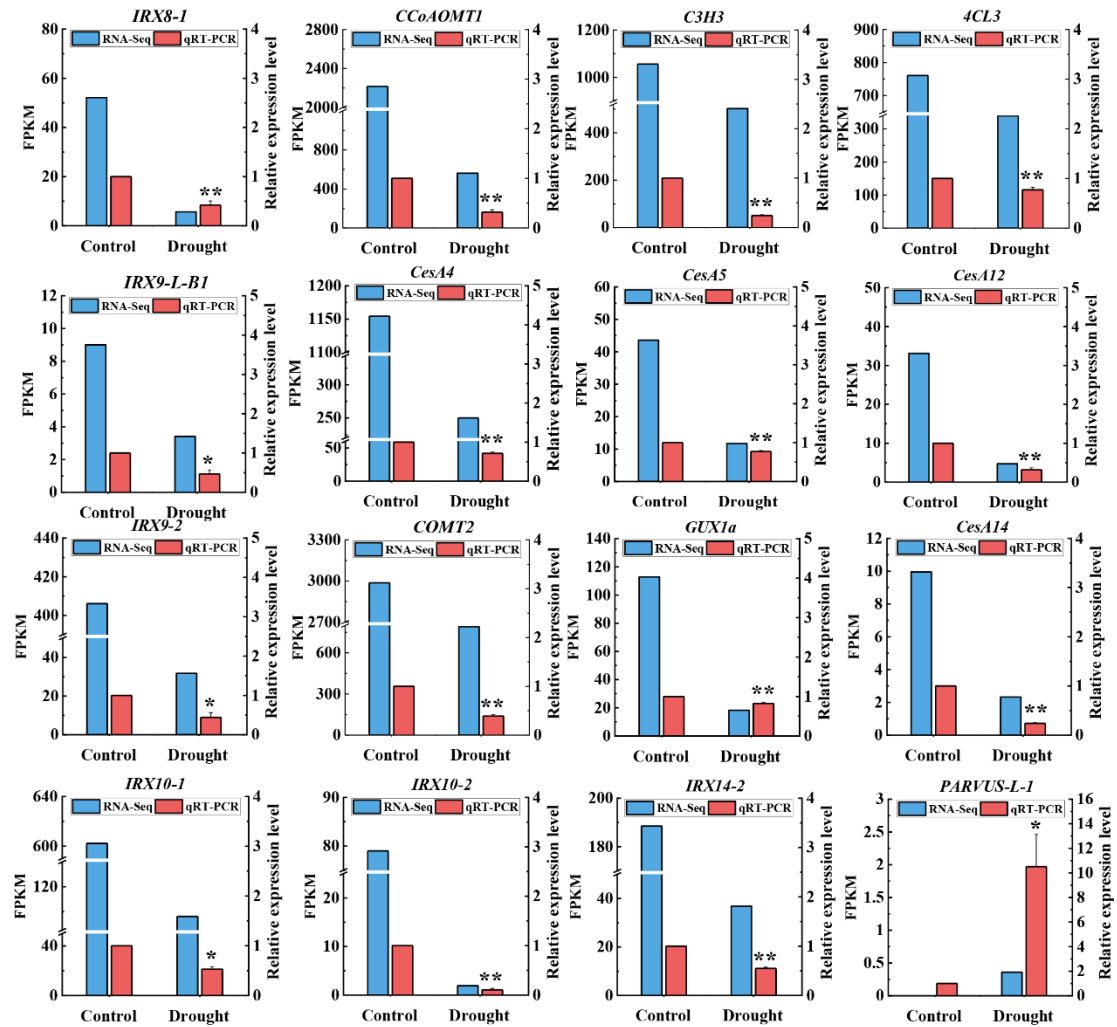 IRX8-1
RNA-Seq qRT-PCR
FPKM
80
60
40
20
0
**
4
3
2
1
0
Relative expression level
Control Drought
CCoAOMT1
RNA-Seq qRT-PCR
FPKM
2800
2600
2400
2200
2000
800
600
400
200
0
**
4
3
2
1
0
Relative expression level
Control Drought
C3H3
RNA-Seq qRT-PCR
FPKM
1200
1000
400
200
0
**
4
3
2
1
0
Relative expression level
Control Drought
4CL3
RNA-Seq qRT-PCR
FPKM
900
850
800
750
700
300
200
100
0
**
4
3
2
1
0
Relative expression level
Control Drought
IRX9-L-B1
RNA-Seq qRT-PCR
FPKM
12
10
8
6
4
2
0
*
5
4
3
2
1
0
Relative expression level
Control Drought
CesA4
RNA-Seq qRT-PCR
FPKM
1200
1150
1100
300
250
50
0
**
5
4
3
2
1
0
Relative expression level
Control Drought
CesA5
RNA-Seq qRT-PCR
FPKM
60
50
40
30
20
10
0
**
5
4
3
2
1
0
Relative expression level
Control Drought
CesA12
RNA-Seq qRT-PCR
FPKM
50
40
30
20
10
0
**
5
4
3
2
1
0
Relative expression level
Control Drought
IRX9-2
RNA-Seq qRT-PCR
FPKM
440
420
400
60
40
20
0
*
5
4
3
2
1
0
Relative expression level
Control Drought
COMT2
RNA-Seq qRT-PCR
FPKM
3300
3000
2700
600
300
0
**
4
3
2
1
0
Relative expression level
Control Drought
GUX1a
RNA-Seq qRT-PCR
FPKM
140
120
100
80
60
40
20
0
**
5
4
3
2
1
0
Relative expression level
Control Drought
CesA14
RNA-Seq qRT-PCR
FPKM
12
10
8
6
4
2
0
**
4
3
2
1
0
Relative expression level
Control Drought
IRX10-1
RNA-Seq qRT-PCR
FPKM
640
600
120
40
0
*
4
3
2
1
0
Relative expression level
Control Drought
IRX10-2
RNA-Seq qRT-PCR
FPKM
90
80
20
10
0
**
4
3
2
1
0
Relative expression level
Control Drought
IRX14-2
RNA-Seq qRT-PCR
FPKM
200
180
40
20
0
**
4
3
2
1
0
Relative expression level
Control Drought
PARVUS-L-1
RNA-Seq qRT-PCR
FPKM
3
2.5
2
1.5
1
0.5
0
*
16
14
12
10
8
6
4
2
0
Relative expression level
Control Drought